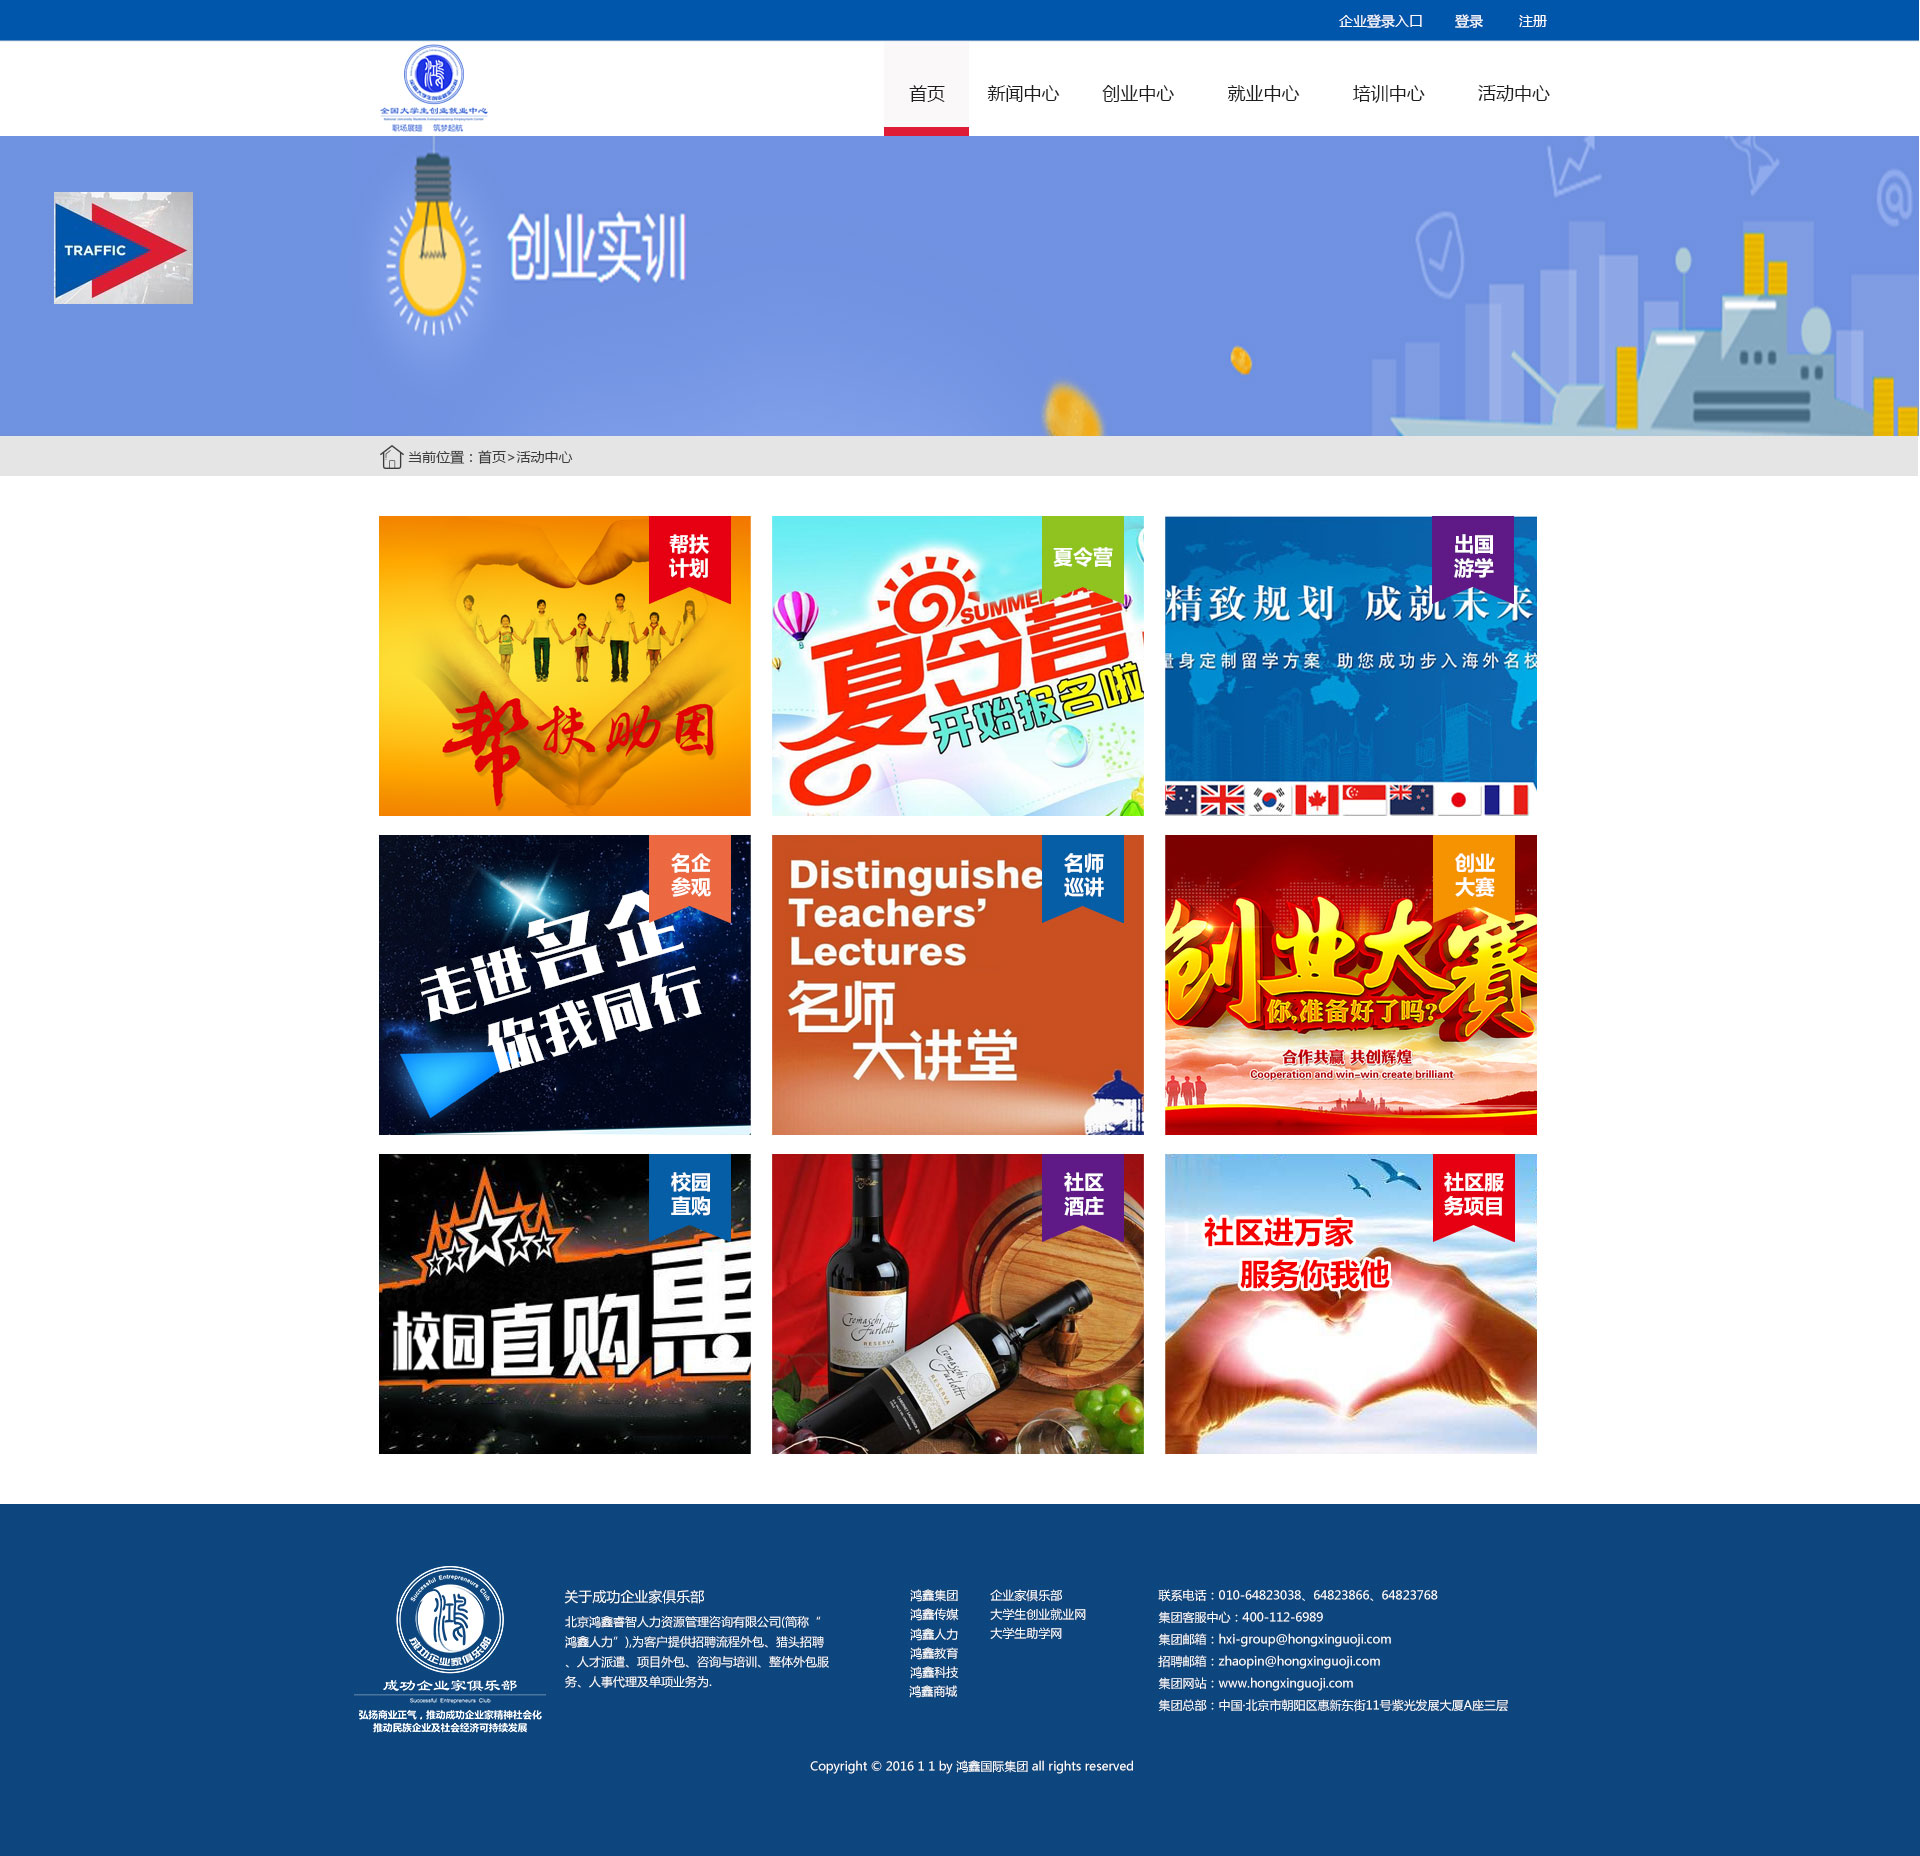 企业登录入口 登录 注册
鸿
全国大学生创业就业中心
职场展翅 筑梦起航
首页 新闻中心 创业中心 就业中心 培训中心 活动中心
TRAFFIC
创业实训
@
当前位置：首页>活动中心
帮扶
计划
帮扶助困
夏令营
SUMMER
夏令营
开始报名啦
出国
游学
精致规划 成就未来
量身定制留学方案 助您成功步入海外名校
名企
参观
走进名企
你我同行
名师
巡讲
Distinguishe
Teachers’
Lectures
名师
大讲堂
创业
大赛
创业大赛
你,准备好了吗?
合作共赢 共创辉煌
Cooperation and win-win create brilliant
校园
直购
校园直购惠
社区
酒庄
Cremaschi
Furlotti
RESERVA
Cremaschi
Furlotti
RESERVA
社区服
务项目
社区进万家
服务你我他
Successful Entrepreneurs Club
鸿
成功企业家俱乐部
成功企业家俱乐部
Successful Entrepreneurs Club
弘扬商业正气，推动成功企业家精神社会化
推动民族企业及社会经济可持续发展
关于成功企业家俱乐部
北京鸿鑫睿智人力资源管理咨询有限公司(简称“
鸿鑫人力”),为客户提供招聘流程外包、猎头招聘
、人才派遣、项目外包、咨询与培训、整体外包服
务、人事代理及单项业务为.
鸿鑫集团 企业家俱乐部
鸿鑫传媒 大学生创业就业网
鸿鑫人力 大学生助学网
鸿鑫教育
鸿鑫科技
鸿鑫商城
联系电话：010-64823038、64823866、64823768
集团客服中心：400-112-6989
集团邮箱：hxi-group@hongxinguoji.com
招聘邮箱：zhaopin@hongxinguoji.com
集团网站：www.hongxinguoji.com
集团总部：中国·北京市朝阳区惠新东街11号紫光发展大厦A座三层
Copyright © 2016 1 1 by 鸿鑫国际集团 all rights reserved